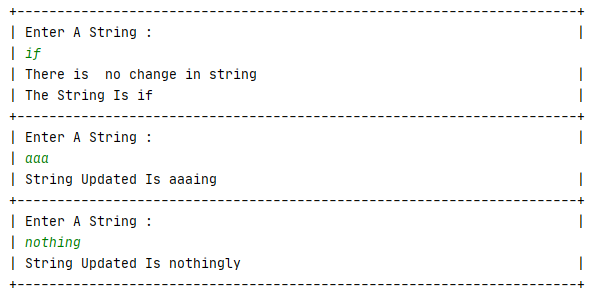 +----------------------------------------------------------------------+
| Enter A String :                                                     |
| if
| There is  no change in string                                        |
| The String Is if                                                     |
+----------------------------------------------------------------------+
| Enter A String :                                                     |
| aaa
| String Updated Is aaaing                                             |
+----------------------------------------------------------------------+
| Enter A String :                                                     |
| nothing
| String Updated Is nothingly                                          |
+----------------------------------------------------------------------+